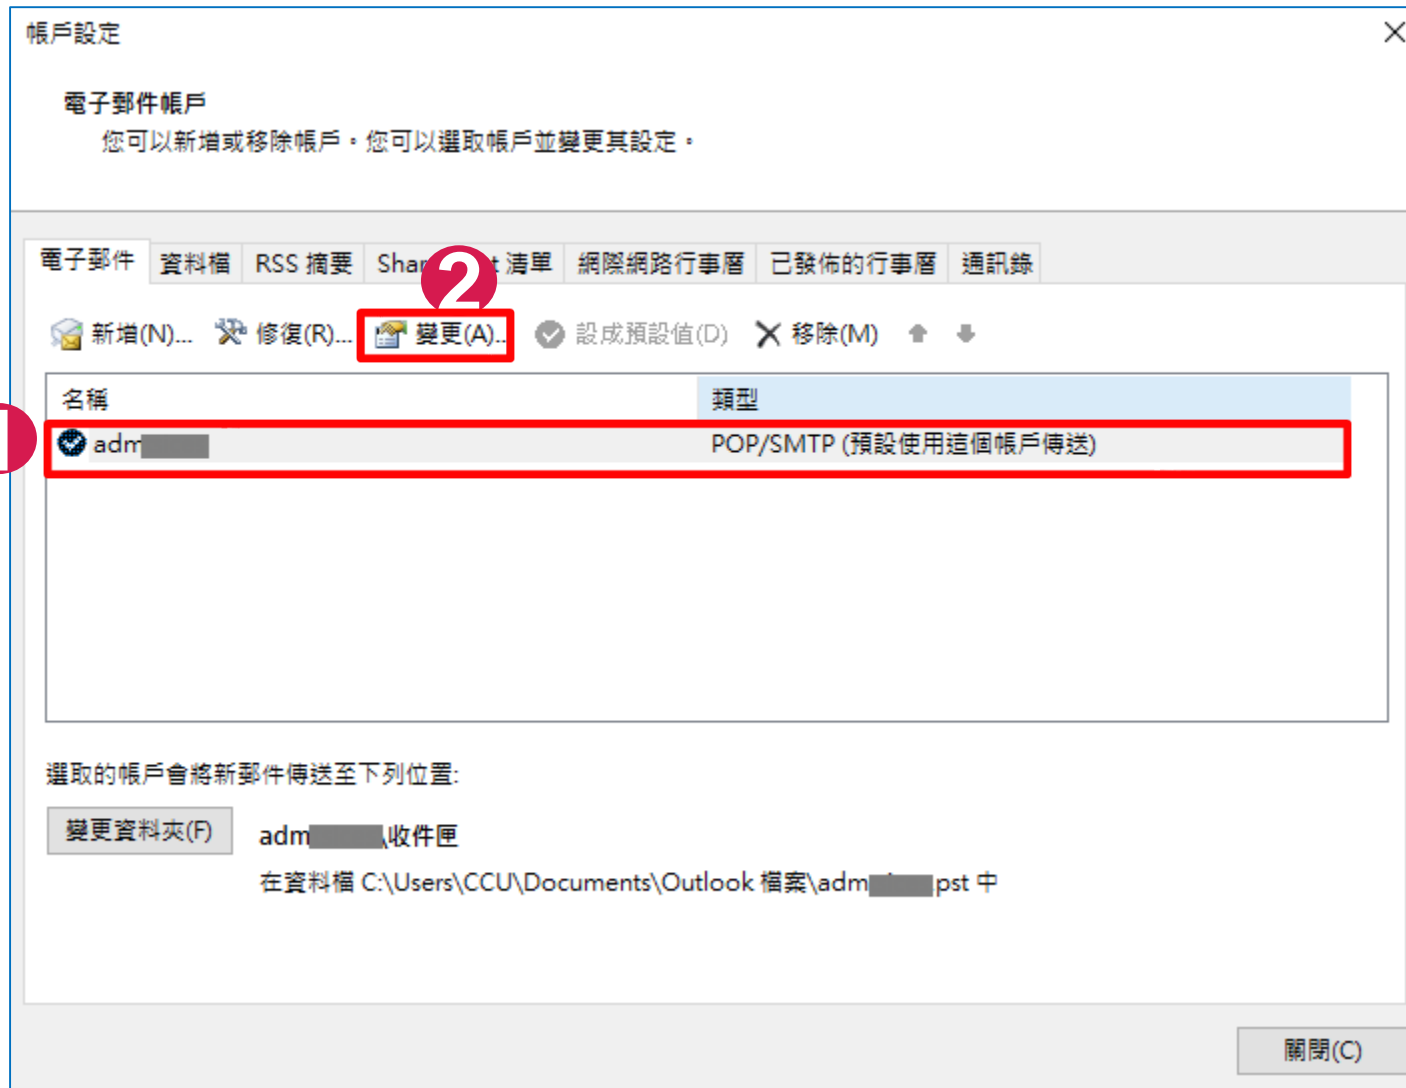 帳戶設定
電子郵件帳戶
您可以新增或移除帳戶。您可以選取帳戶並變更其設定。
電子郵件 資料檔 RSS 摘要 Shar t 清單 網際網路行事曆 已發佈的行事曆 通訊錄
2
新增(N)... 修復(R)... 變更(A).. 設成預設值(D) 移除(M)
名稱 類型
adm POP/SMTP (預設使用這個帳戶傳送)
選取的帳戶會將新郵件傳送至下列位置:
變更資料夾(F) adm \收件匣
在資料檔 C:\Users\CCU\Documents\Outlook 檔案\adm pst 中
關閉(C)